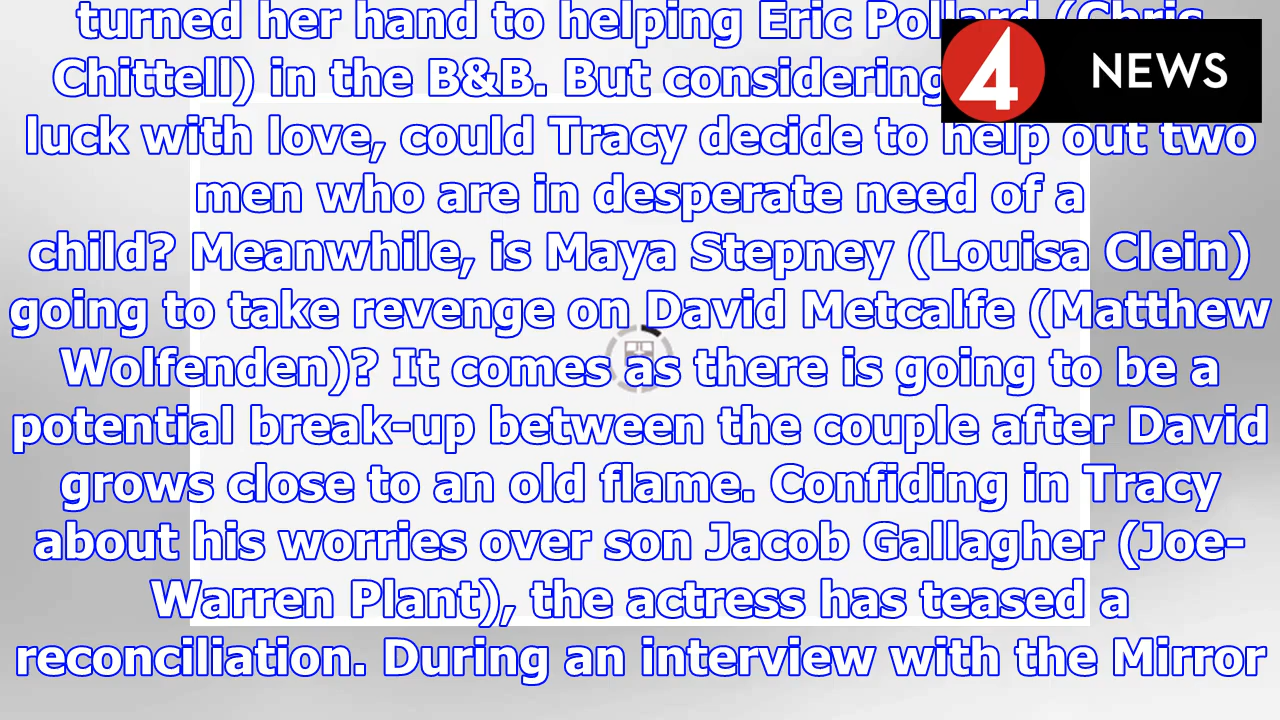 turned her hand to helping Eric Pollard (Chris
Chittell) in the B&B. But considering
luck with love, could Tracy decide to help out two
men who are in desperate need of a
child? Meanwhile, is Maya Stepney (Louisa Clein)
going to take revenge on David Metcalfe (Matthew
Wolfenden)? It comes as there is going to be a
potential break-up between the couple after David
grows close to an old flame. Confiding in Tracy
about his worries over son Jacob Gallagher (Joe-
Warren Plant), the actress has teased a
reconciliation. During an interview with the Mirror
4 NEWS